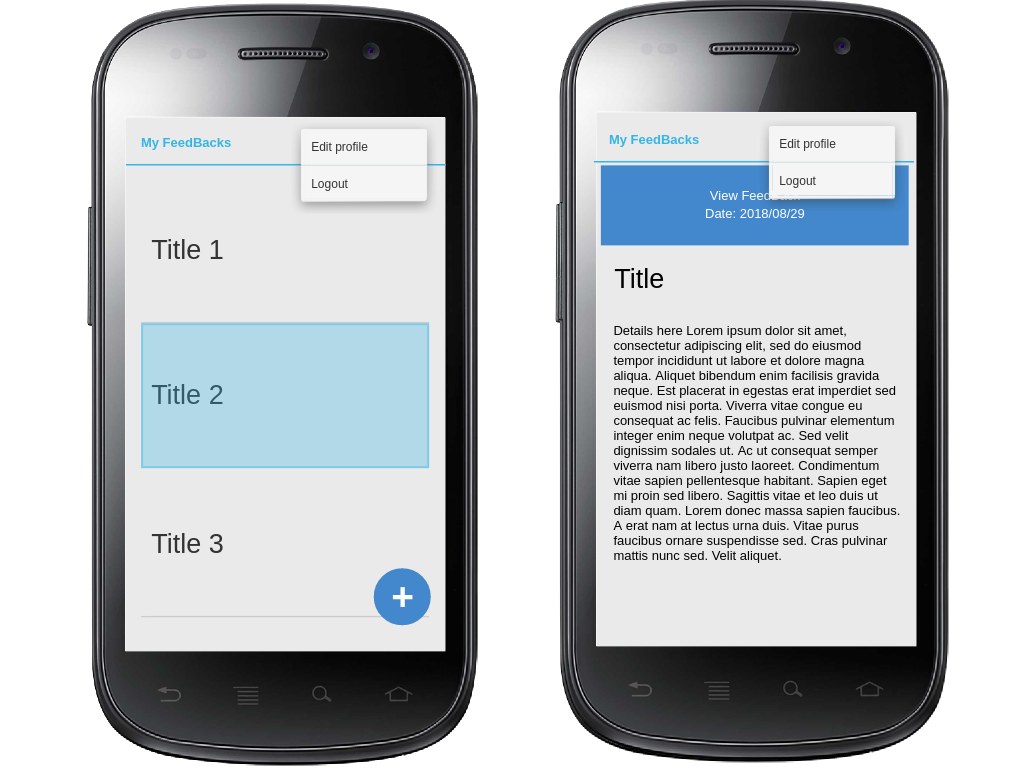 My FeedBacks
Edit profile
Logout
Title 1
Title 2
Title 3
+
My FeedBacks
Edit profile
Logout
View FeedBack
Date: 2018/08/29
Title
Details here Lorem ipsum dolor sit amet,
consectetur adipiscing elit, sed do eiusmod
tempor incididunt ut labore et dolore magna
aliqua. Aliquet bibendum enim facilisis gravida
neque. Est placerat in egestas erat imperdiet sed
euismod nisi porta. Viverra vitae congue eu
consequat ac felis. Faucibus pulvinar elementum
integer enim neque volutpat ac. Sed velit
dignissim sodales ut. Ac ut consequat semper
viverra nam libero justo laoreet. Condimentum
vitae sapien pellentesque habitant. Sapien eget
mi proin sed libero. Sagittis vitae et leo duis ut
diam quam. Lorem donec massa sapien faucibus.
A erat nam at lectus urna duis. Vitae purus
faucibus ornare suspendisse sed. Cras pulvinar
mattis nunc sed. Velit aliquet.